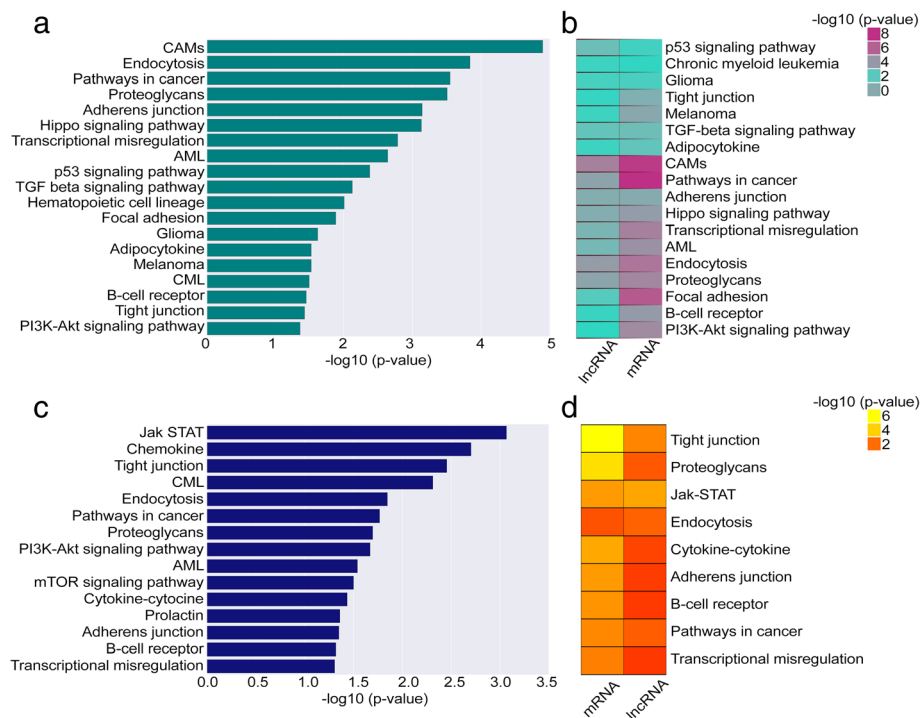 a
CAMs
Endocytosis
Pathways in cancer
Proteoglycans
Adherens junction
Hippo signaling pathway
Transcriptional misregulation
AML
p53 signaling pathway
TGF beta signaling pathway
Hematopoietic cell lineage
Focal adhesion
Glioma
Adipocytokine
Melanoma
CML
B-cell receptor
Tight junction
PI3K-Akt signaling pathway
0 1 2 3 4 5
-log10 (p-value)
b
-log10 (p-value)
8
6
4
2
0
p53 signaling pathway
Chronic myeloid leukemia
Glioma
Tight junction
Melanoma
TGF-beta signaling pathway
Adipocytokine
CAMs
Pathways in cancer
Adherens junction
Hippo signaling pathway
Transcriptional misregulation
AML
Endocytosis
Proteoglycans
Focal adhesion
B-cell receptor
PI3K-Akt signaling pathway
lncRNA mRNA
c
Jak STAT
Chemokine
Tight junction
CML
Endocytosis
Pathways in cancer
Proteoglycans
PI3K-Akt signaling pathway
AML
mTOR signaling pathway
Cytokine-cytocine
Prolactin
Adherens junction
B-cell receptor
Transcriptional misregulation
0.0 0.5 1.0 1.5 2.0 2.5 3.0 3.5
-log10 (p-value)
d
-log10 (p-value)
6
4
2
Tight junction
Proteoglycans
Jak-STAT
Endocytosis
Cytokine-cytokine
Adherens junction
B-cell receptor
Pathways in cancer
Transcriptional misregulation
mRNA lncRNA